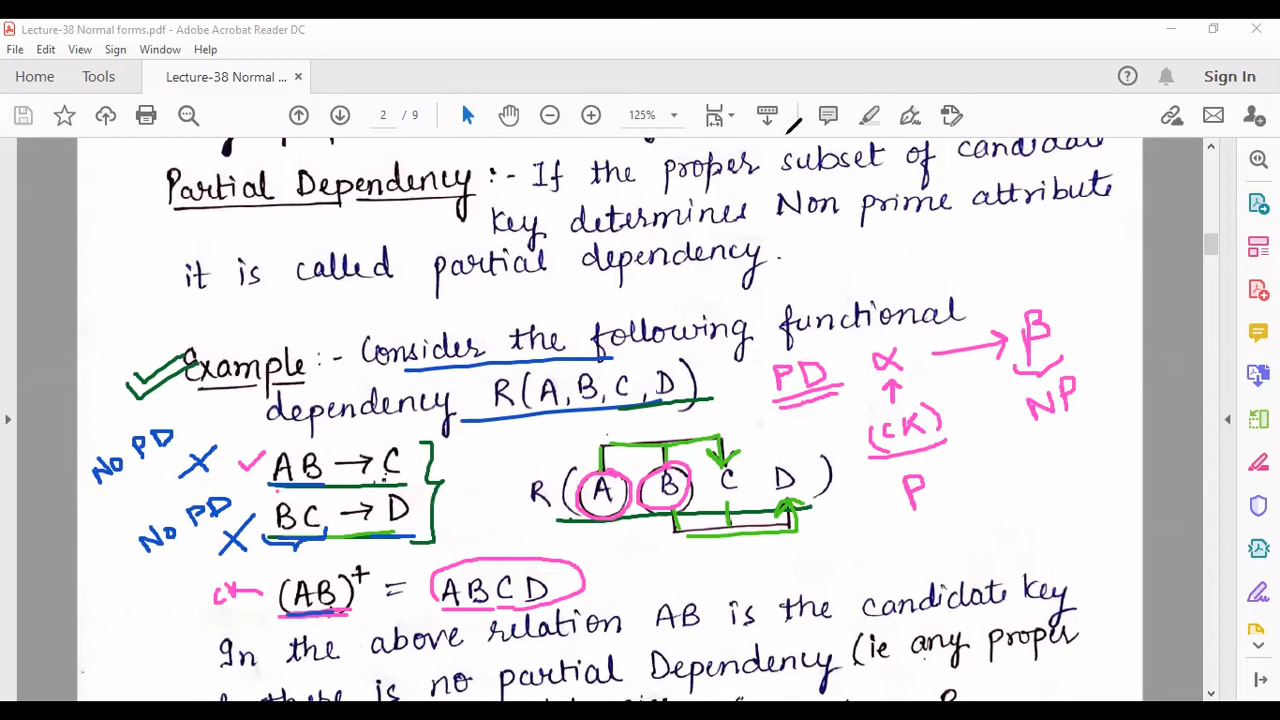 Lecture-38 Normal forms.pdf - Adobe Acrobat Reader DC
File Edit View Sign Window Help
Home Tools Lecture-38 Normal ... × Sign In
2 / 9 125%
Partial Dependency :- If the proper subset of candidate
key determines Non prime attribute
it is called partial dependency.
Example :- Consider the following functional
dependency R(A, B, C, D)
PD α → β
(CK) NP
P
No PD × ✓ AB → C
No PD × BC → D
R( A B C D )
CK (AB)+ = ABCD
In the above relation AB is the candidate key
there is no partial Dependency (ie any proper